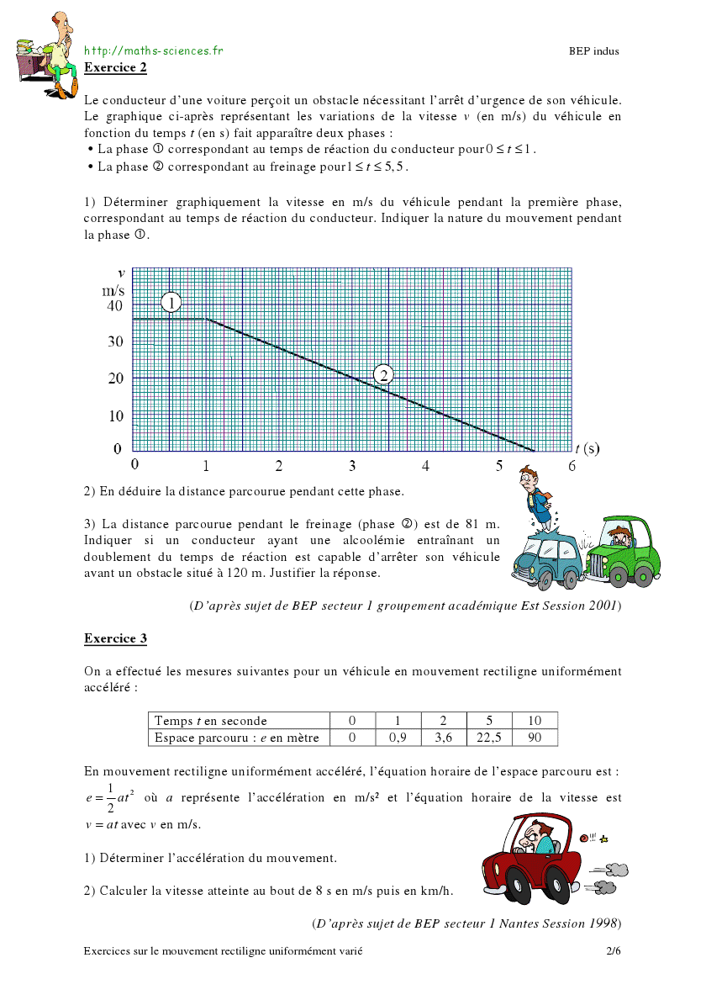 http://maths-sciences.fr BEP indus
Exercice 2
Le conducteur d'une voiture perçoit un obstacle nécessitant l'arrêt d'urgence de son véhicule.
Le graphique ci-après représentant les variations de la vitesse v (en m/s) du véhicule en
fonction du temps t (en s) fait apparaître deux phases :
• La phase ① correspondant au temps de réaction du conducteur pour 0 ≤ t ≤ 1 .
• La phase ② correspondant au freinage pour 1 ≤ t ≤ 5,5 .
1) Déterminer graphiquement la vitesse en m/s du véhicule pendant la première phase,
correspondant au temps de réaction du conducteur. Indiquer la nature du mouvement pendant
la phase ①.
v
m/s
40
30
20
10
0
1
2
0 1 2 3 4 5 6
t (s)
2) En déduire la distance parcourue pendant cette phase.
3) La distance parcourue pendant le freinage (phase ②) est de 81 m.
Indiquer si un conducteur ayant une alcoolémie entraînant un
doublement du temps de réaction est capable d'arrêter son véhicule
avant un obstacle situé à 120 m. Justifier la réponse.
(D'après sujet de BEP secteur 1 groupement académique Est Session 2001)
Exercice 3
On a effectué les mesures suivantes pour un véhicule en mouvement rectiligne uniformément
accéléré :
Temps t en seconde 0 1 2 5 10
Espace parcouru : e en mètre 0 0,9 3,6 22,5 90
En mouvement rectiligne uniformément accéléré, l'équation horaire de l'espace parcouru est :
e = 1/2 at² où a représente l'accélération en m/s² et l'équation horaire de la vitesse est
v = at avec v en m/s.
!!!
1) Déterminer l'accélération du mouvement.
2) Calculer la vitesse atteinte au bout de 8 s en m/s puis en km/h.
(D'après sujet de BEP secteur 1 Nantes Session 1998)
Exercices sur le mouvement rectiligne uniformément varié 2/6